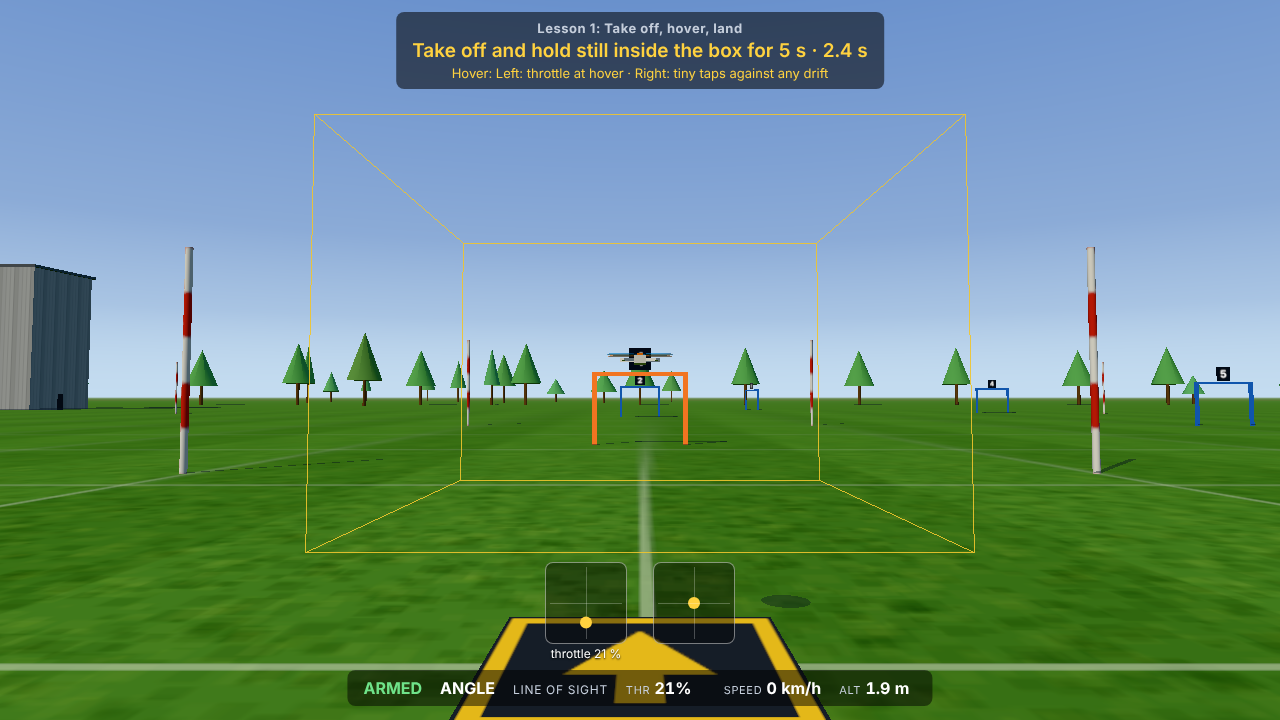 Lesson 1: Take off, hover, land
Take off and hold still inside the box for 5 s · 2.4 s
Hover: Left: throttle at hover · Right: tiny taps against any drift
2
4
5
throttle 21 %
ARMED ANGLE LINE OF SIGHT THR 21% SPEED 0 km/h ALT 1.9 m